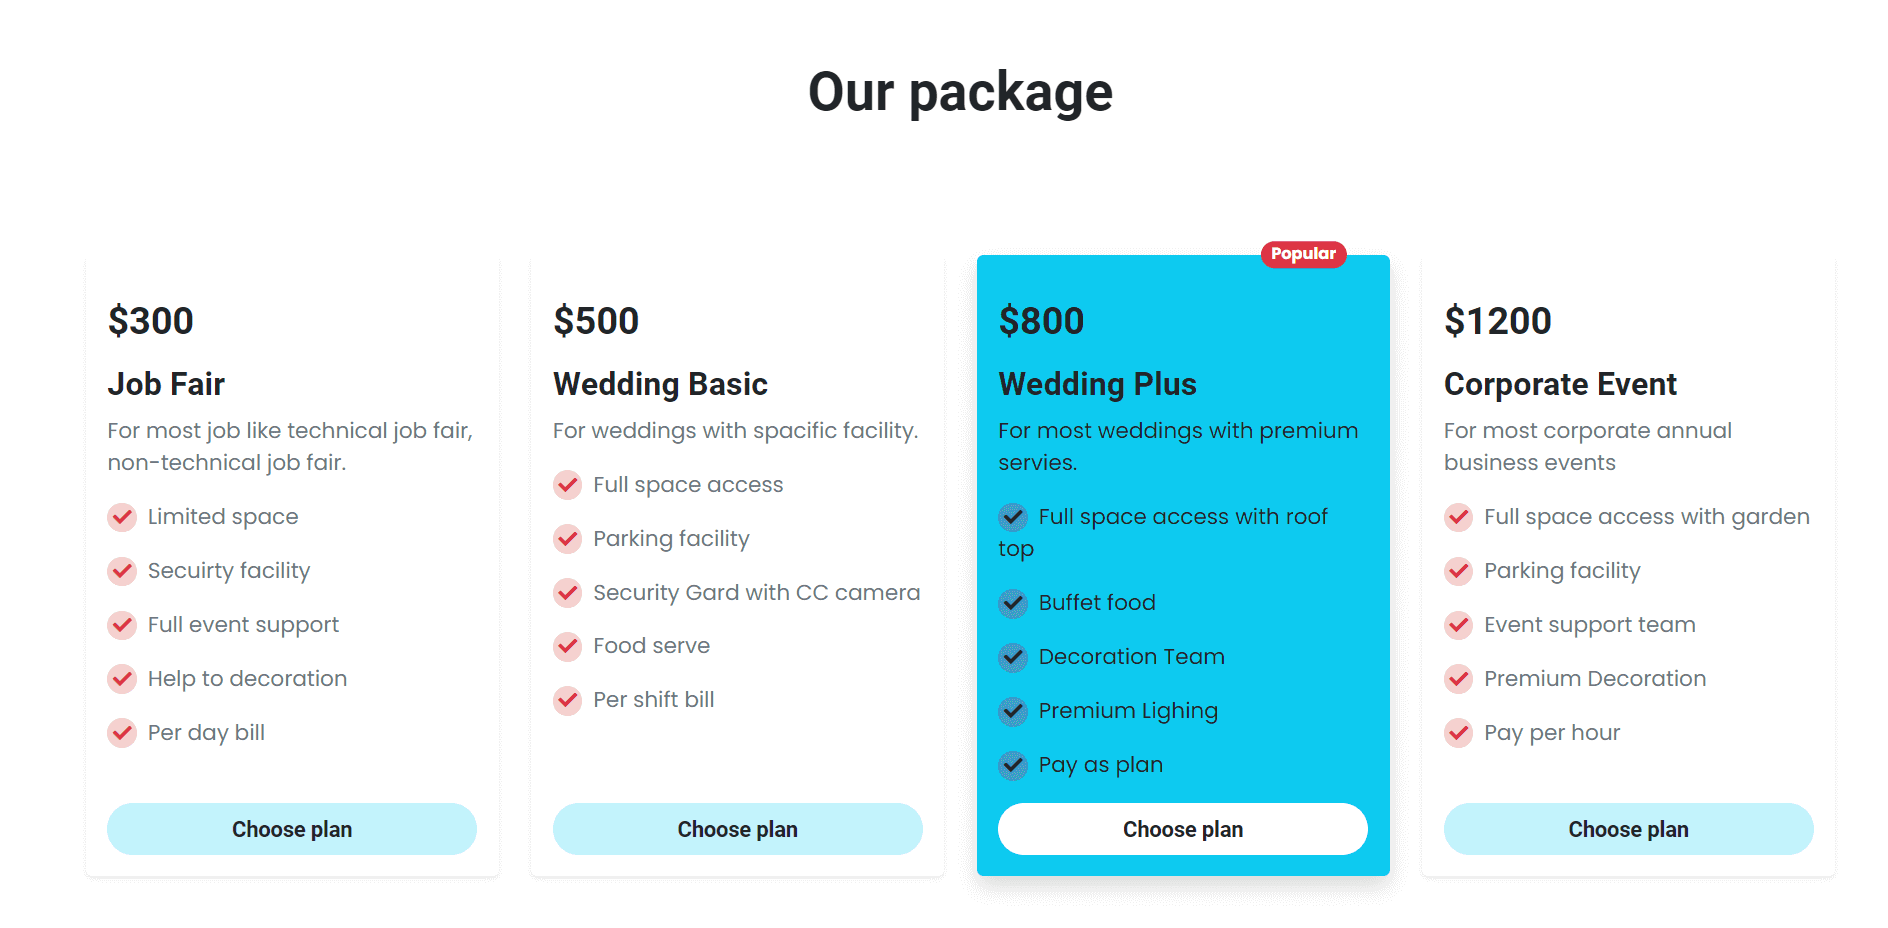 Our package
$300
Job Fair
For most job like technical job fair,
non-technical job fair.
Limited space
Secuirty facility
Full event support
Help to decoration
Per day bill
Choose plan
$500
Wedding Basic
For weddings with spacific facility.
Full space access
Parking facility
Security Gard with CC camera
Food serve
Per shift bill
Choose plan
Popular
$800
Wedding Plus
For most weddings with premium
servies.
Full space access with roof
top
Buffet food
Decoration Team
Premium Lighing
Pay as plan
Choose plan
$1200
Corporate Event
For most corporate annual
business events
Full space access with garden
Parking facility
Event support team
Premium Decoration
Pay per hour
Choose plan